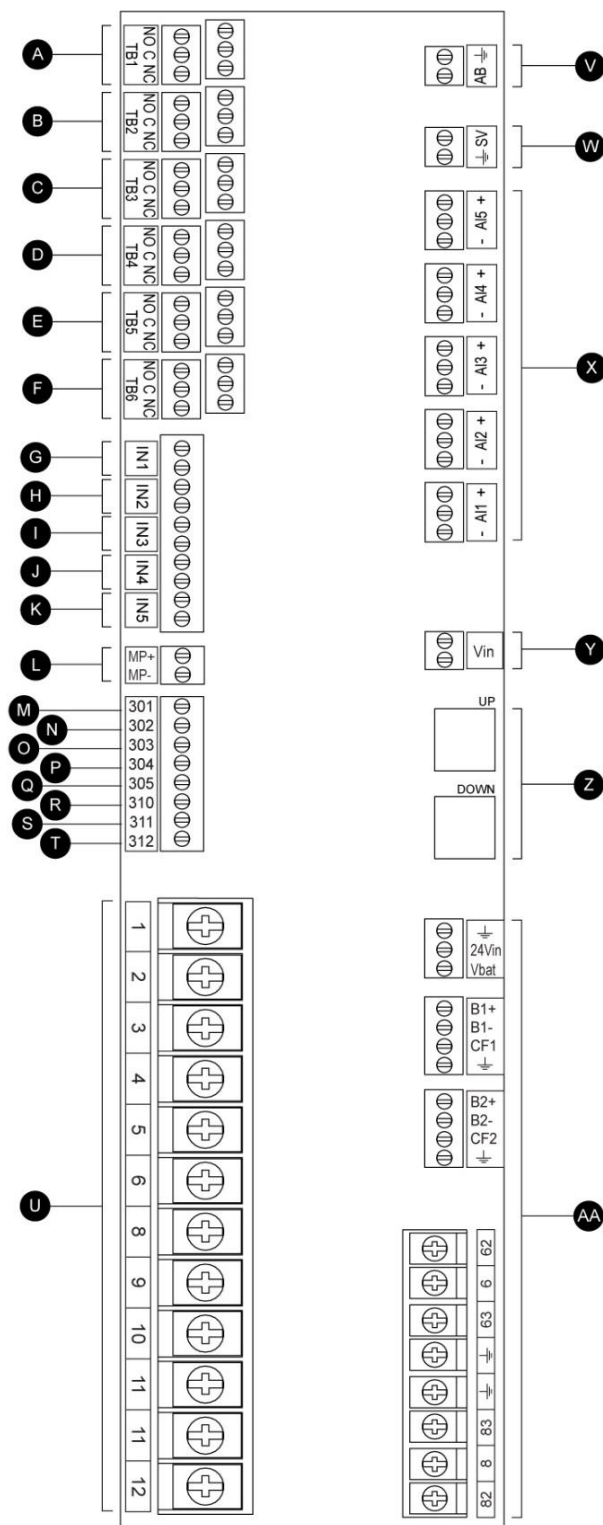 A
NO C NC
TB1
B
NO C NC
TB2
C
NO C NC
TB3
D
NO C NC
TB4
E
NO C NC
TB5
F
NO C NC
TB6
G
IN1
H
IN2
I
IN3
J
IN4
K
IN5
L
MP+
MP-
M
301
N
302
O
303
P
304
Q
305
R
310
S
311
T
312
U
1
2
3
4
5
6
8
9
10
11
11
12
AB
V
SV
W
- AI5 +
- AI4 +
- AI3 +
- AI2 +
- AI1 +
X
Vin
Y
UP
DOWN
Z
24Vin
Vbat
B1+
B1-
CF1
B2+
B2-
CF2
AA
62
6
63
83
8
82